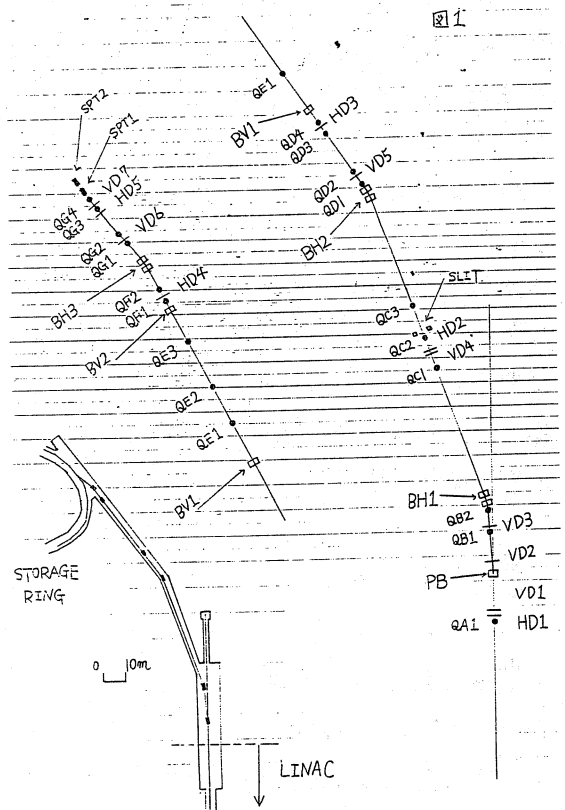 図1
QE1
BV1
HD3
QD4
QD3
VD5
QD2
QD1
BH2
SLIT
QC3
HD2
QC2
VD4
QC1
BH1
QB2
VD3
QB1
VD2
PB
VD1
QA1
HD1
SPT2
SPT1
VD7
HD5
QG4
QG3
VD6
QG2
QG1
BH3
HD4
QF2
QF1
BV2
QE3
QE2
QE1
BV1
STORAGE
RING
0 10m
LINAC